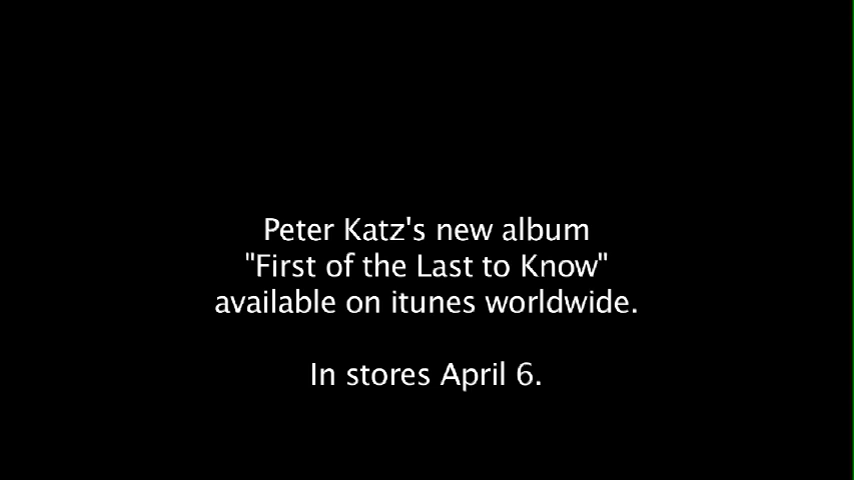 Peter Katz's new album
"First of the Last to Know"
available on itunes worldwide.
In stores April 6.